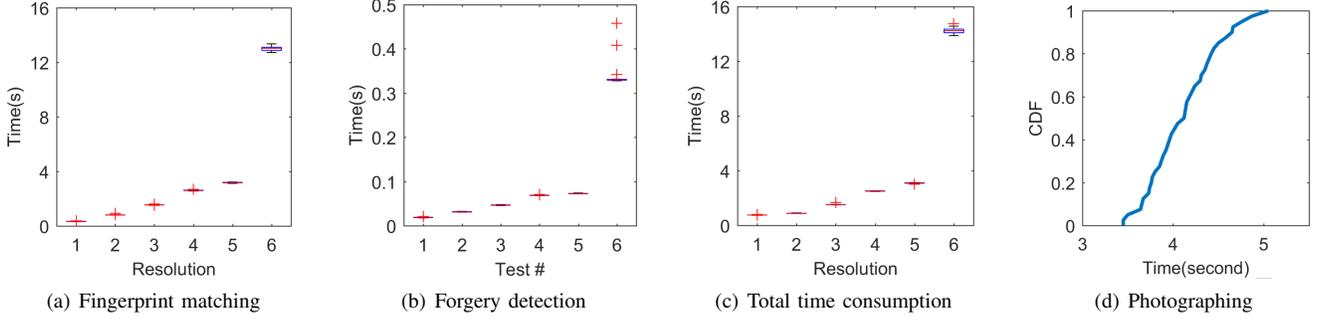 16
12
8
4
0
Time(s)
1 2 3 4 5 6
Resolution
(a) Fingerprint matching
0.5
0.4
0.3
0.2
0.1
0
Time(s)
1 2 3 4 5 6
Test #
(b) Forgery detection
16
12
8
4
0
Time(s)
1 2 3 4 5 6
Resolution
(c) Total time consumption
1
0.8
0.6
0.4
0.2
0
CDF
3 4 5
Time(second)
(d) Photographing